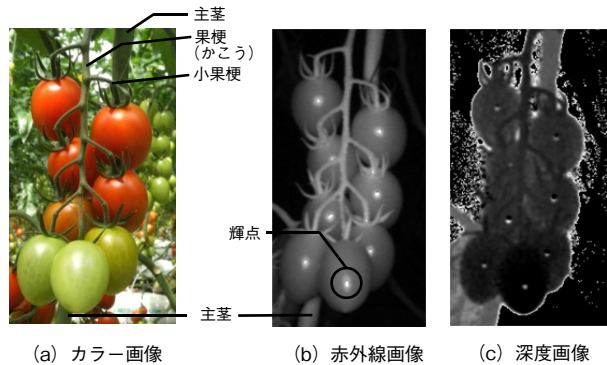 主茎
果梗
（かこう）
小果梗
輝点
主茎
（a）カラー画像
（b）赤外線画像
（c）深度画像